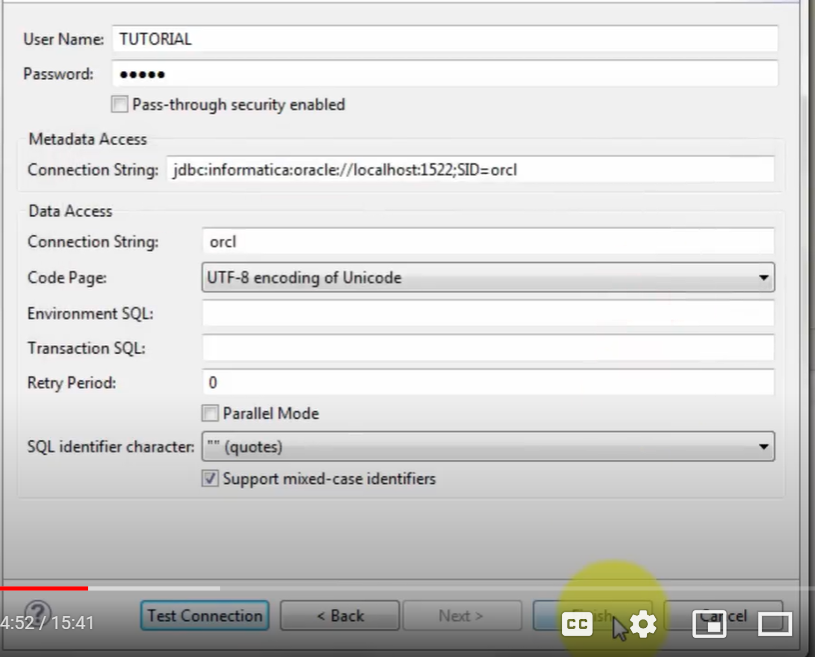 User Name: TUTORIAL
Password: •••••
Pass-through security enabled
Metadata Access
Connection String: jdbc:informatica:oracle://localhost:1522;SID=orcl
Data Access
Connection String: orcl
Code Page: UTF-8 encoding of Unicode
Environment SQL:
Transaction SQL:
Retry Period: 0
Parallel Mode
SQL identifier character: "" (quotes)
Support mixed-case identifiers
? Test Connection < Back Next > Finish Cancel
4:52 / 15:41 CC